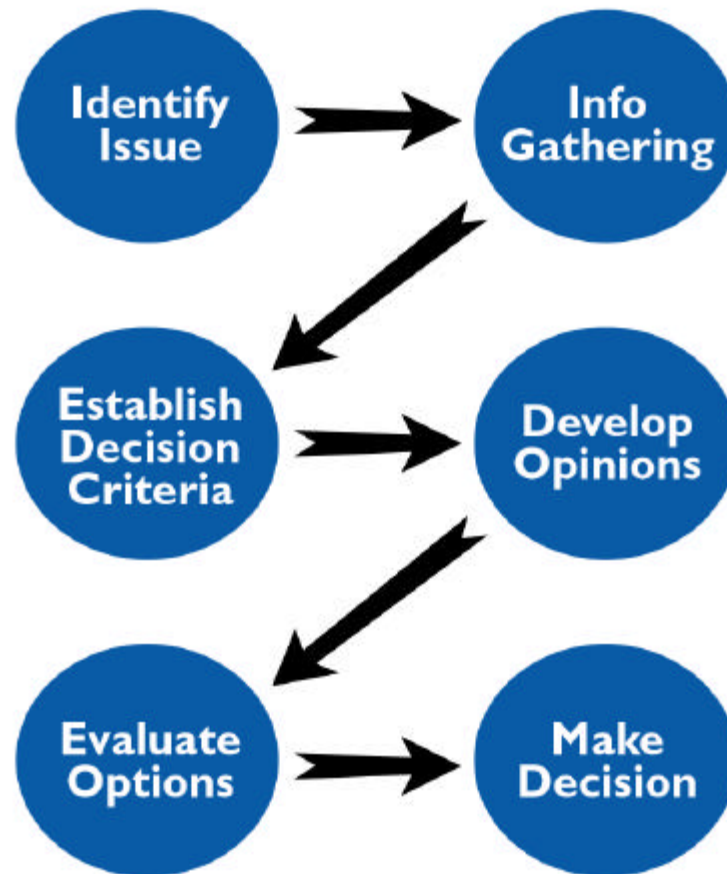 Identify
Issue
Info
Gathering
Establish
Decision
Criteria
Develop
Opinions
Evaluate
Options
Make
Decision